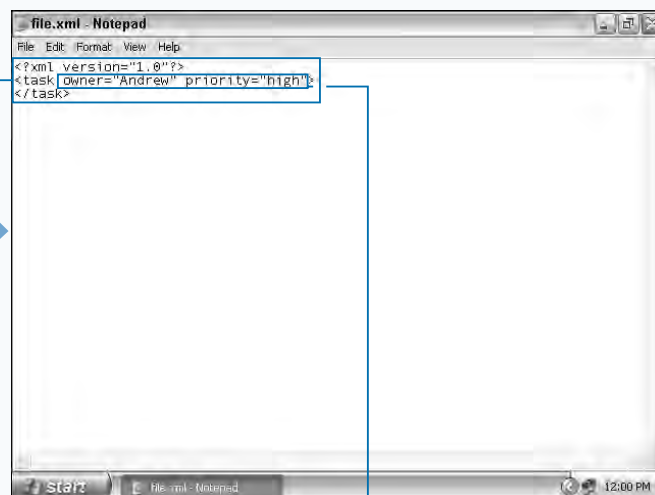 file.xml - Notepad
File Edit Format View Help
<?xml version="1.0"?>
<task owner="Andrew" priority="high">
</task>
start file.xml - Notepad 12:00 PM